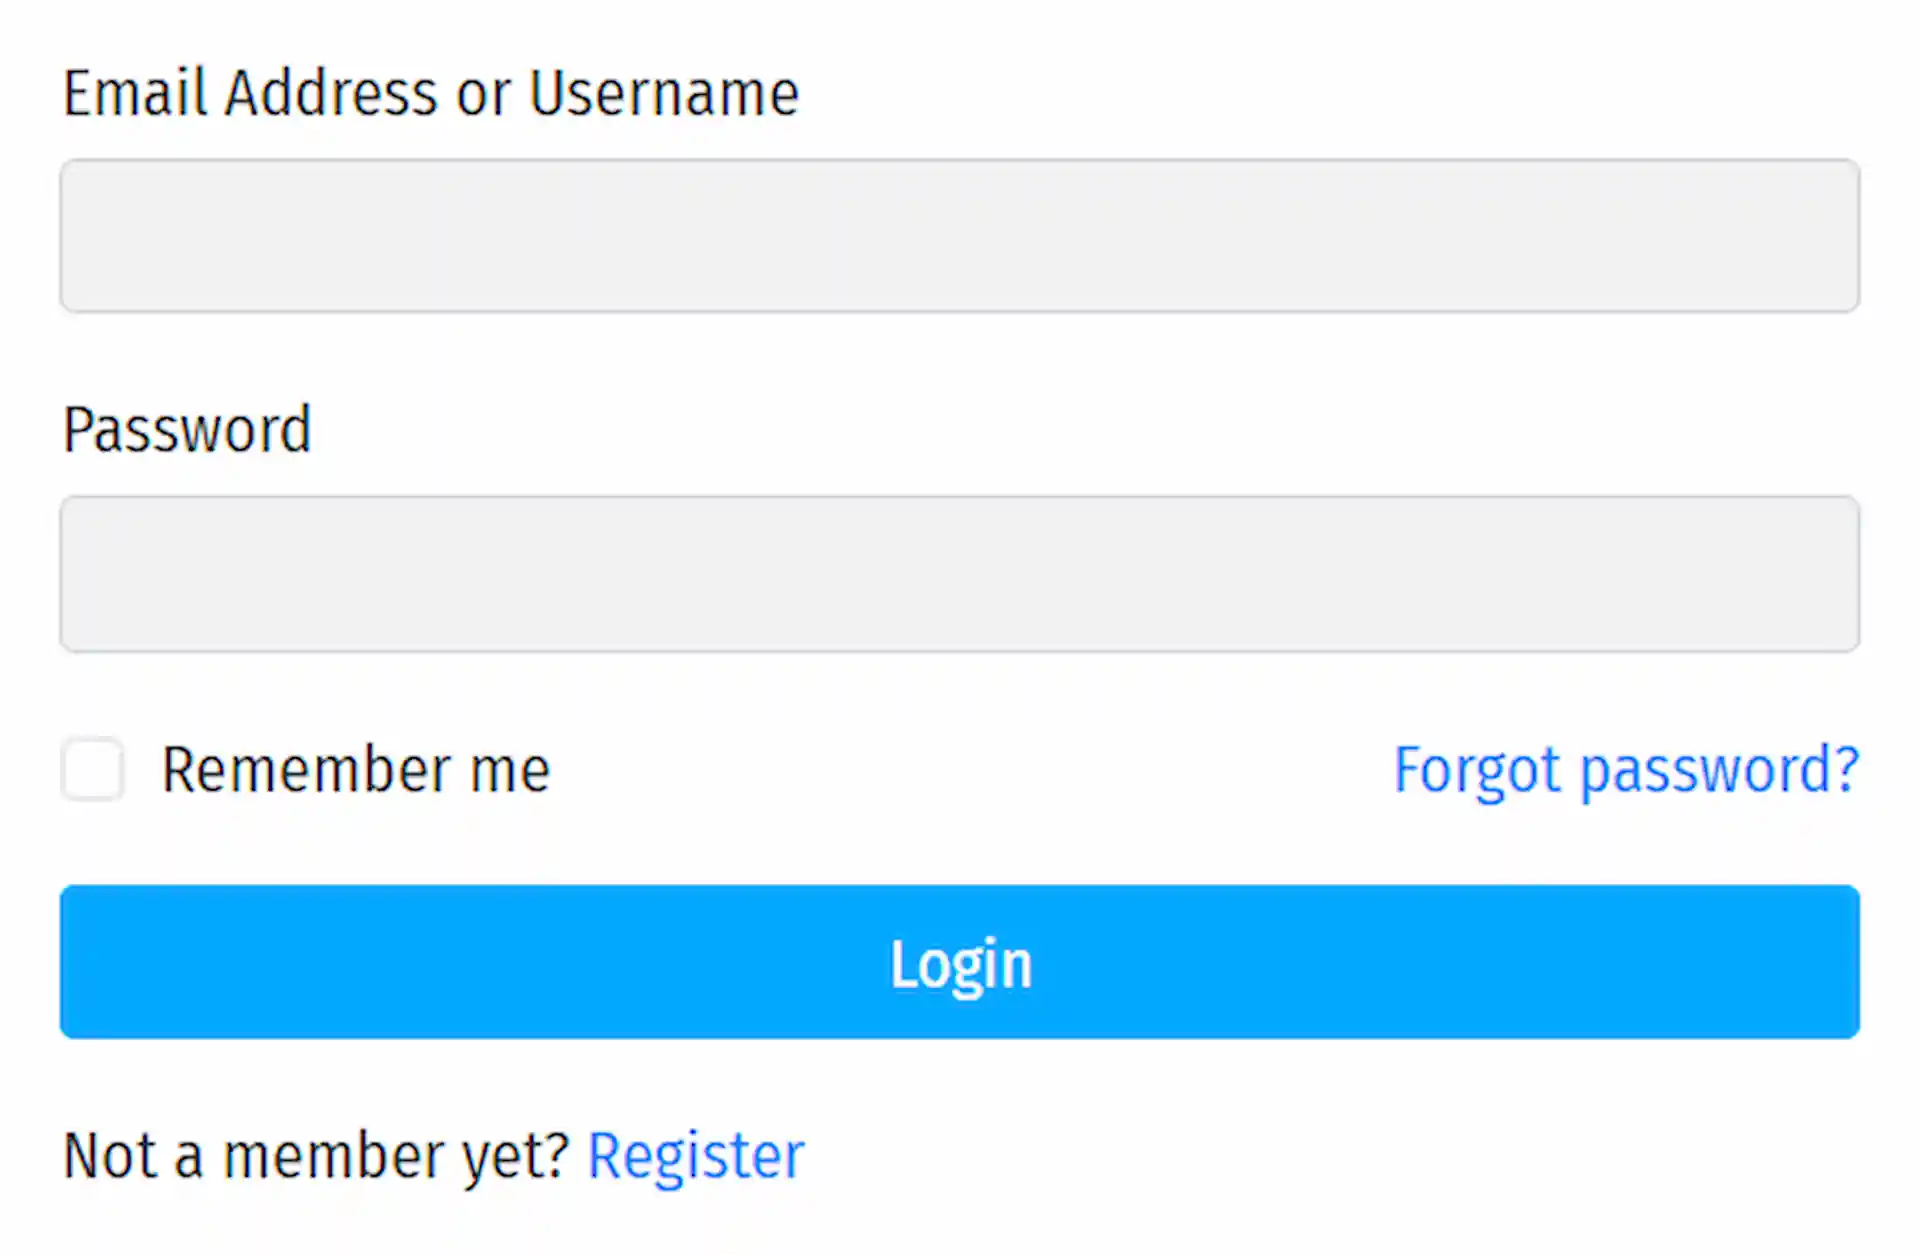 Email Address or Username
Password
Remember me
Forgot password?
Login
Not a member yet? Register